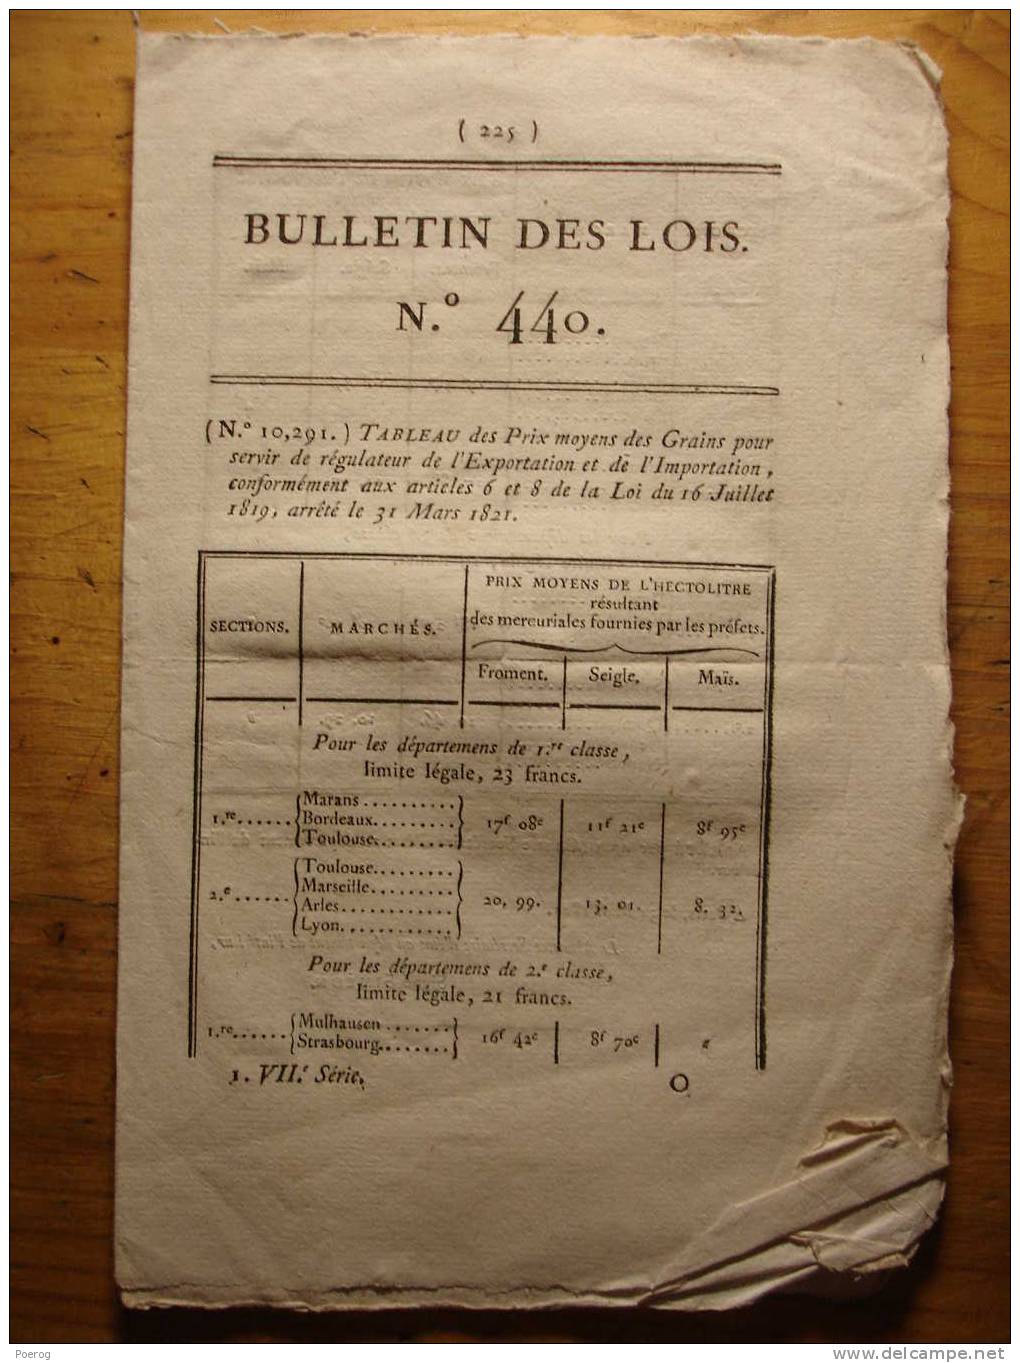 ( 225 )
BULLETIN DES LOIS.
N.º 440.
(N.º 10,291.) TABLEAU des Prix moyens des Grains pour
servir de régulateur de l'Exportation et de l'Importation,
conformément aux articles 6 et 8 de la Loi du 16 Juillet
1819, arrêté le 31 Mars 1821.
SECTIONS.
MARCHÉS.
PRIX MOYENS DE L'HECTOLITRE
résultant
des mercuriales fournies par les préfets.
Froment. Seigle. Maïs.
Pour les départemens de 1.re classe,
limite légale, 23 francs.
1.re...... {Marans..........} 17f 08c 11f 21c 8f 95c
{Bordeaux.........}
{Toulouse.........}
2.e ...... {Toulouse.........} 20. 99. 13. 01. 8. 32.
{Marseille.........}
{Arles............}
{Lyon............}
Pour les départemens de 2.e classe,
limite légale, 21 francs.
1.re...... {Mulhausen.......} 16f 42c 8f 70c "
{Strasbourg........}
1. VII.e Série.
O
Poerog
www.delcampe.net